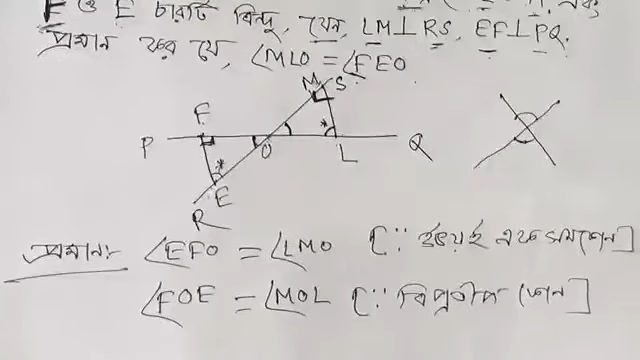 F ও E চারটি বিন্দু, যেন, LM⊥RS, EF⊥PQ.
প্রমান কর যে, ∠MLO = ∠FEO
M S
F
P O L Q
E
R
প্রমানঃ ∠EFO = ∠LMO [∵ উভয়ই এক সমকোন]
∠FOE = ∠MOL [∵ বিপ্রতীপ কোন]